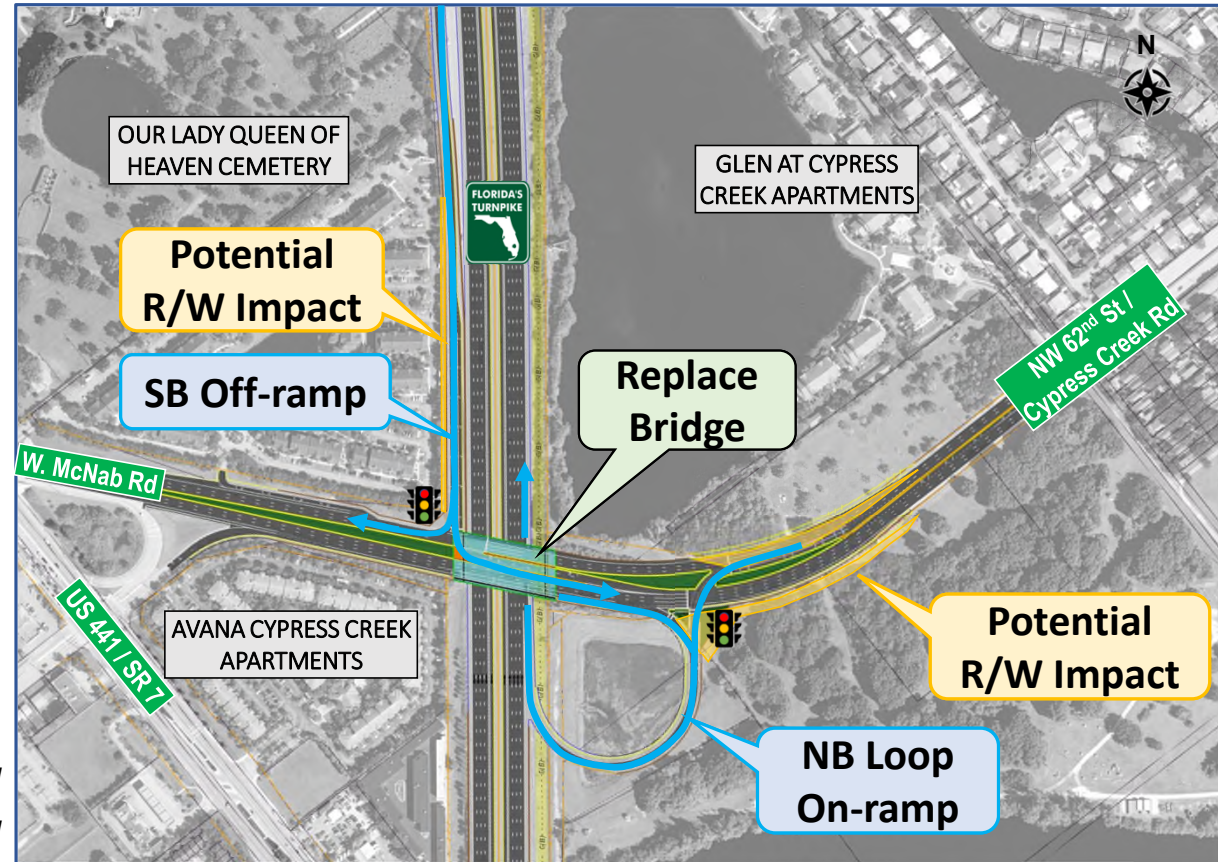 N
OUR LADY QUEEN OF
HEAVEN CEMETERY
GLEN AT CYPRESS
CREEK APARTMENTS
FLORIDA'S
TURNPIKE
Potential
R/W Impact
SB Off-ramp
Replace
Bridge
NW 62nd St /
Cypress Creek Rd
W. McNab Rd
US 441 / SR 7
AVANA CYPRESS CREEK
APARTMENTS
Potential
R/W Impact
NB Loop
On-ramp